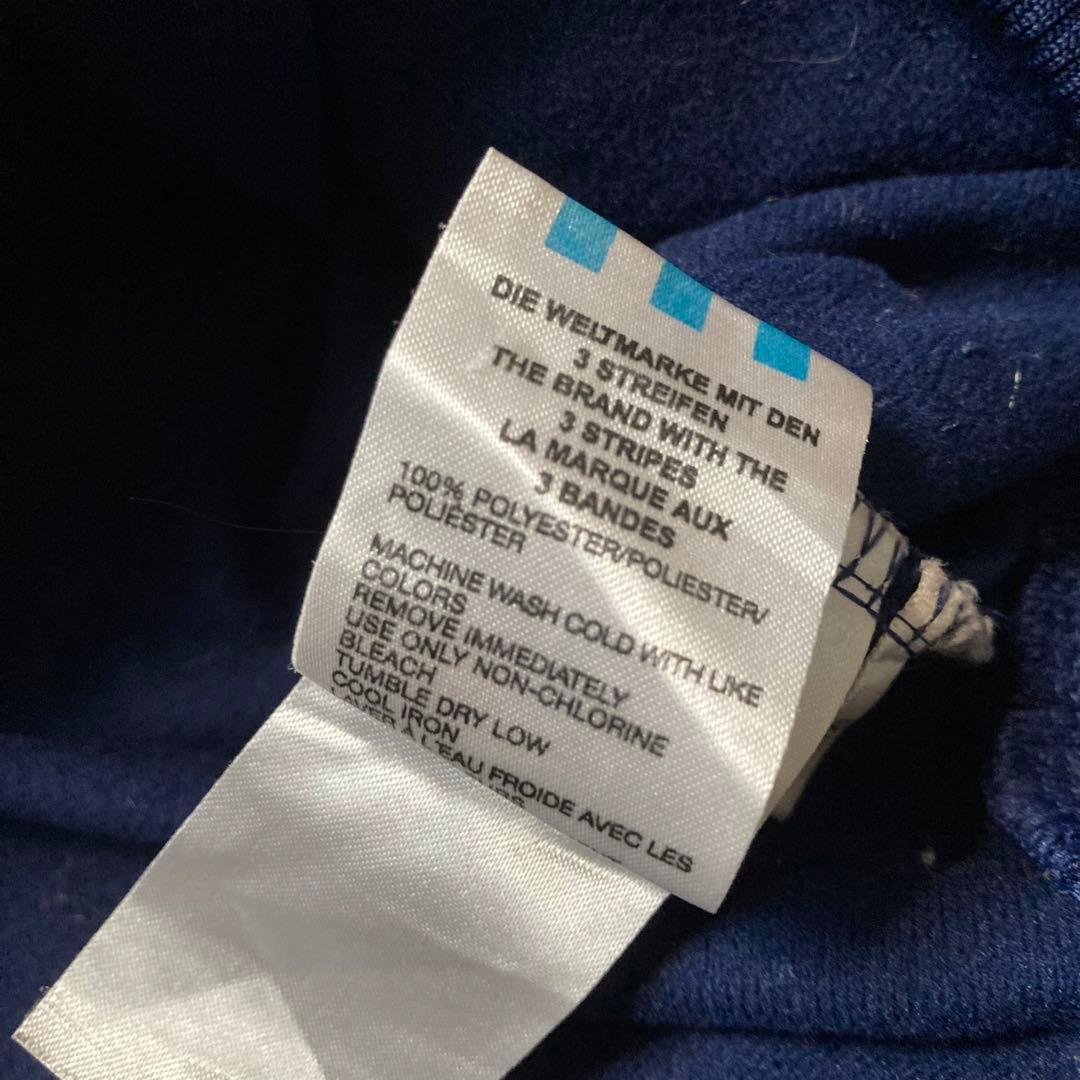 DIE WELTMARKE MIT DEN
3 STREIFEN
THE BRAND WITH THE
3 STRIPES
LA MARQUE AUX
3 BANDES
100% POLYESTER/POLIESTER/
POLIÉSTER
MACHINE WASH COLD WITH LIKE
COLORS
REMOVE IMMEDIATELY
USE ONLY NON-CHLORINE
BLEACH
TUMBLE DRY LOW
COOL IRON
LAVER À L'EAU FROIDE AVEC LES